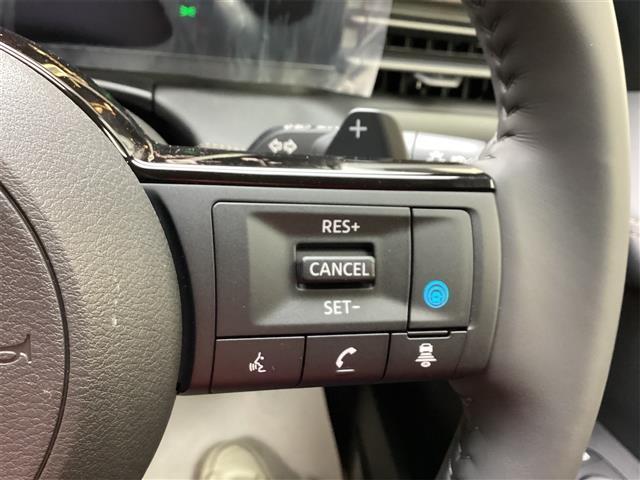 +
RES+
CANCEL
SET-